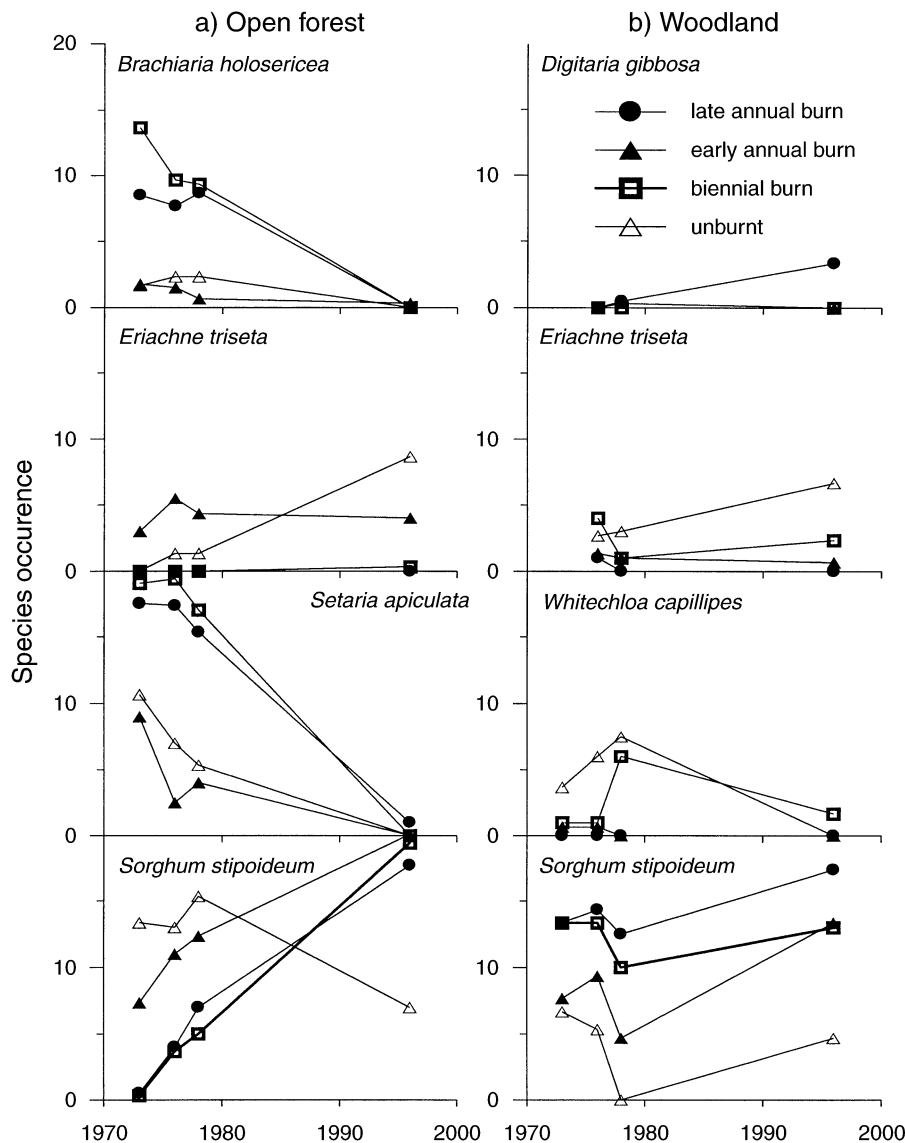 a) Open forest
b) Woodland
20
Brachiaria holosericea
Digitaria gibbosa
late annual burn
early annual burn
biennial burn
unburnt
10
0
Eriachne triseta
Eriachne triseta
10
10
Species occurence
0
0
Setaria apiculata
Whitechloa capillipes
10
10
0
0
Sorghum stipoideum
Sorghum stipoideum
10
10
0
0
1970 1980 1990 2000
1970 1980 1990 2000
20
10
0